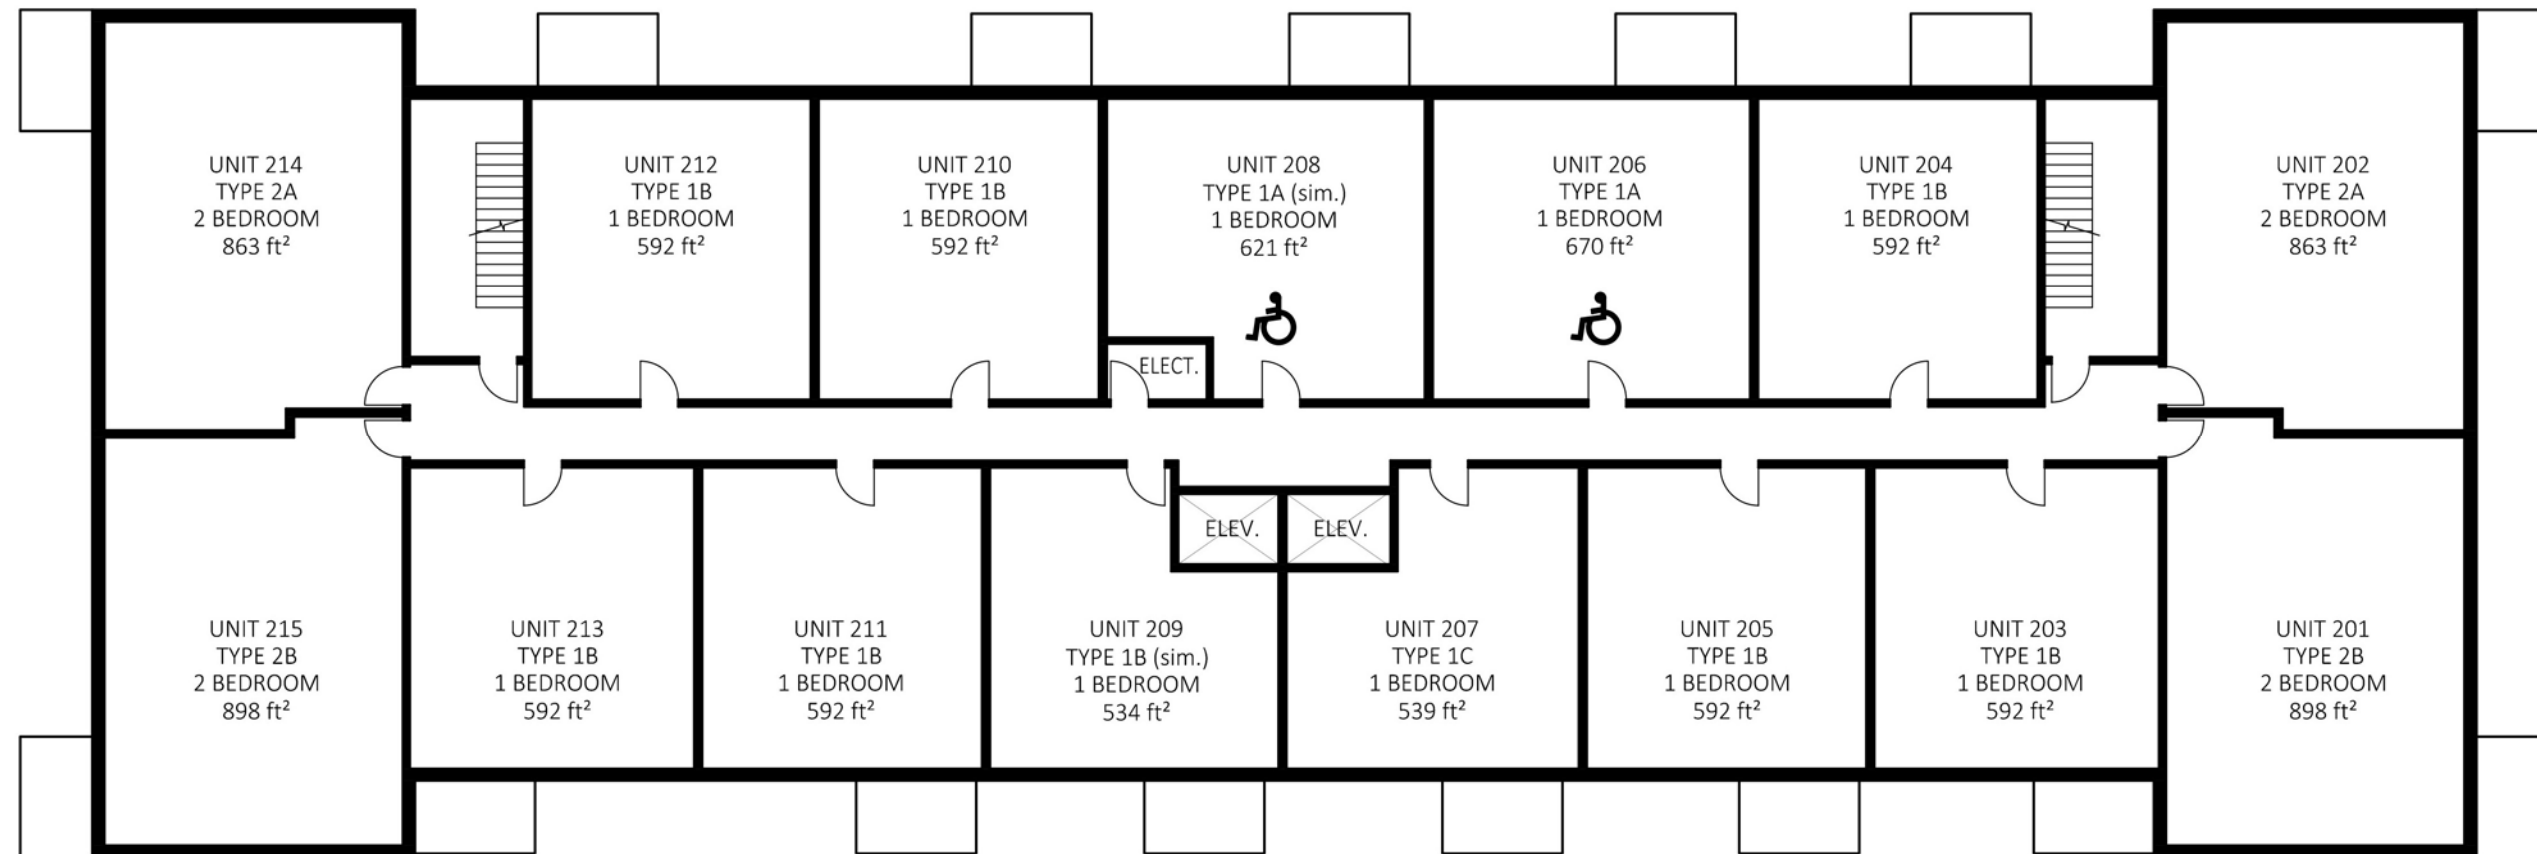 UNIT 214
TYPE 2A
2 BEDROOM
863 ft²
UNIT 212
TYPE 1B
1 BEDROOM
592 ft²
UNIT 210
TYPE 1B
1 BEDROOM
592 ft²
UNIT 208
TYPE 1A (sim.)
1 BEDROOM
621 ft²
UNIT 206
TYPE 1A
1 BEDROOM
670 ft²
UNIT 204
TYPE 1B
1 BEDROOM
592 ft²
UNIT 202
TYPE 2A
2 BEDROOM
863 ft²
ELECT.
ELEV.
ELEV.
UNIT 215
TYPE 2B
2 BEDROOM
898 ft²
UNIT 213
TYPE 1B
1 BEDROOM
592 ft²
UNIT 211
TYPE 1B
1 BEDROOM
592 ft²
UNIT 209
TYPE 1B (sim.)
1 BEDROOM
534 ft²
UNIT 207
TYPE 1C
1 BEDROOM
539 ft²
UNIT 205
TYPE 1B
1 BEDROOM
592 ft²
UNIT 203
TYPE 1B
1 BEDROOM
592 ft²
UNIT 201
TYPE 2B
2 BEDROOM
898 ft²